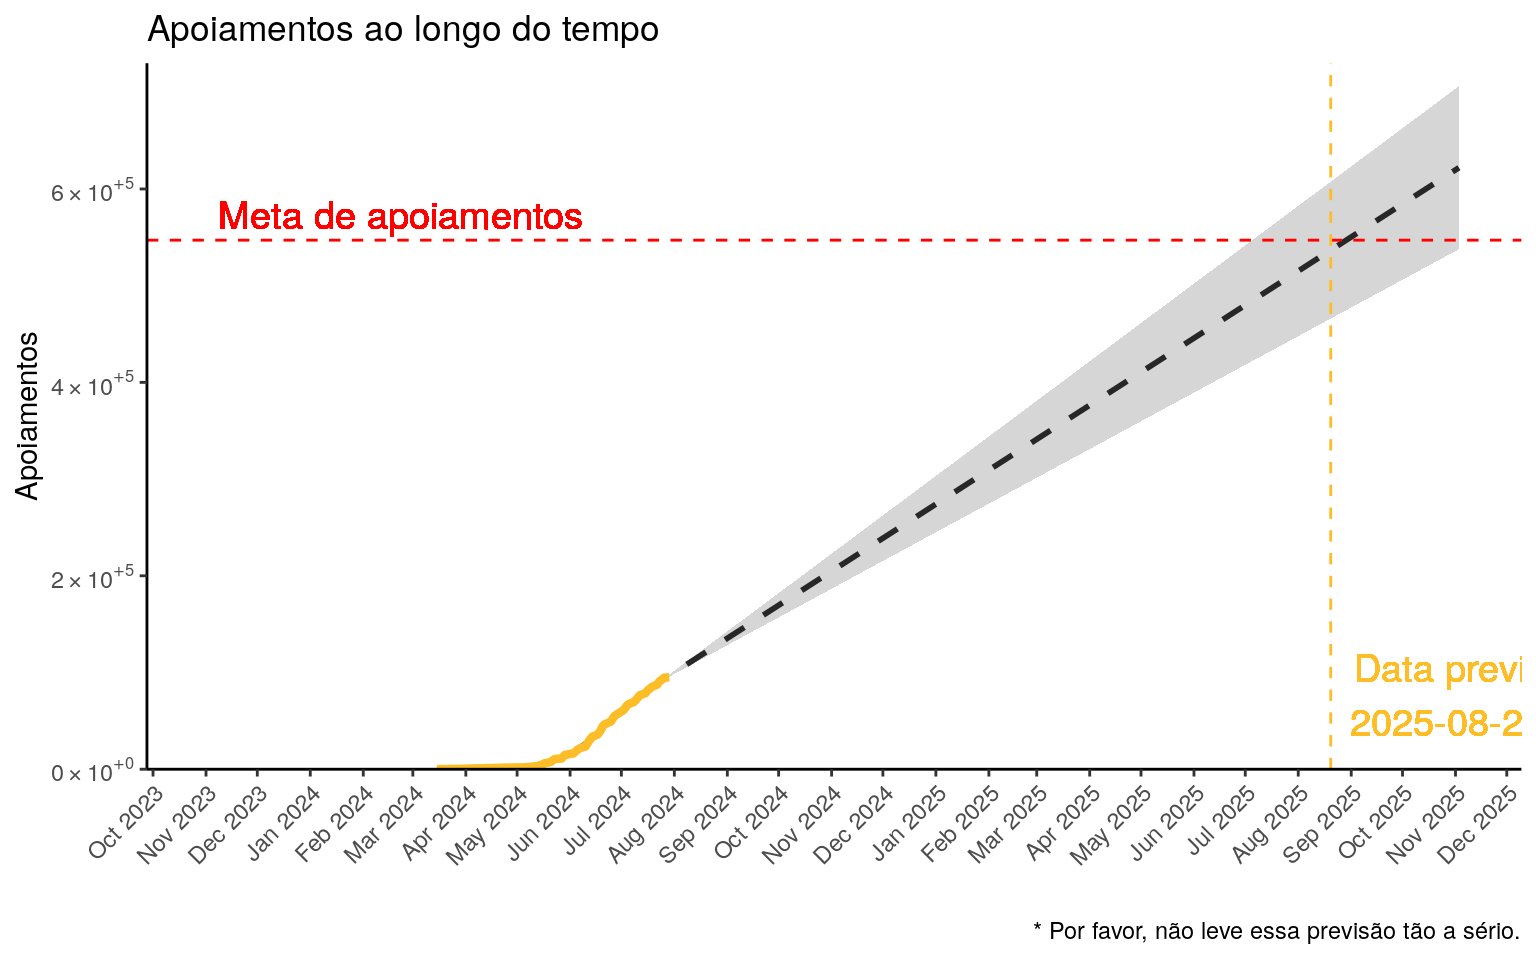 Apoiamentos ao longo do tempo
6 × 10⁺⁵
Meta de apoiamentos
4 × 10⁺⁵
Apoiamentos
2 × 10⁺⁵
Data previ
2025-08-2
0 × 10⁺⁰
Oct 2023
Nov 2023
Dec 2023
Jan 2024
Feb 2024
Mar 2024
Apr 2024
May 2024
Jun 2024
Jul 2024
Aug 2024
Sep 2024
Oct 2024
Nov 2024
Dec 2024
Jan 2025
Feb 2025
Mar 2025
Apr 2025
May 2025
Jun 2025
Jul 2025
Aug 2025
Sep 2025
Oct 2025
Nov 2025
Dec 2025
* Por favor, não leve essa previsão tão a sério.